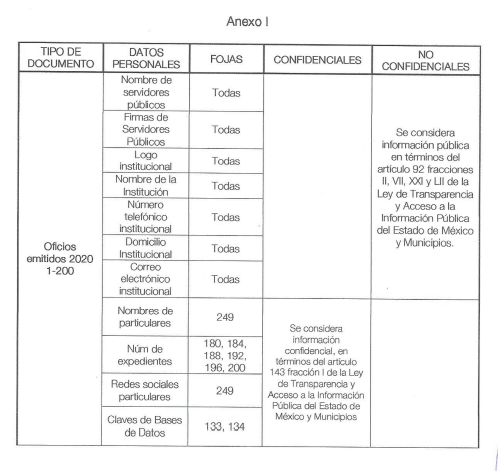 Anexo I
TIPO DE
DOCUMENTO
DATOS
PERSONALES
FOJAS
CONFIDENCIALES
NO
CONFIDENCIALES
Oficios
emitidos 2020
1-200
Nombre de
servidores
públicos
Todas
Firmas de
Servidores
Públicos
Todas
Logo
institucional
Todas
Nombre de la
Institución
Todas
Número
telefónico
institucional
Todas
Domicilio
Institucional
Todas
Correo
electrónico
institucional
Todas
Se considera
información pública
en términos del
artículo 92 fracciones
II, VII, XXI y LII de la
Ley de Transparencia
y Acceso a la
Información Pública
del Estado de México
y Municipios.
Nombres de
particulares
249
Núm de
expedientes
180, 184,
188, 192,
196, 200
Redes sociales
particulares
249
Claves de Bases
de Datos
133, 134
Se considera
información
confidencial, en
términos del artículo
143 fracción I de la Ley
de Transparencia y
Acceso a la Información
Pública del Estado de
México y Municipios